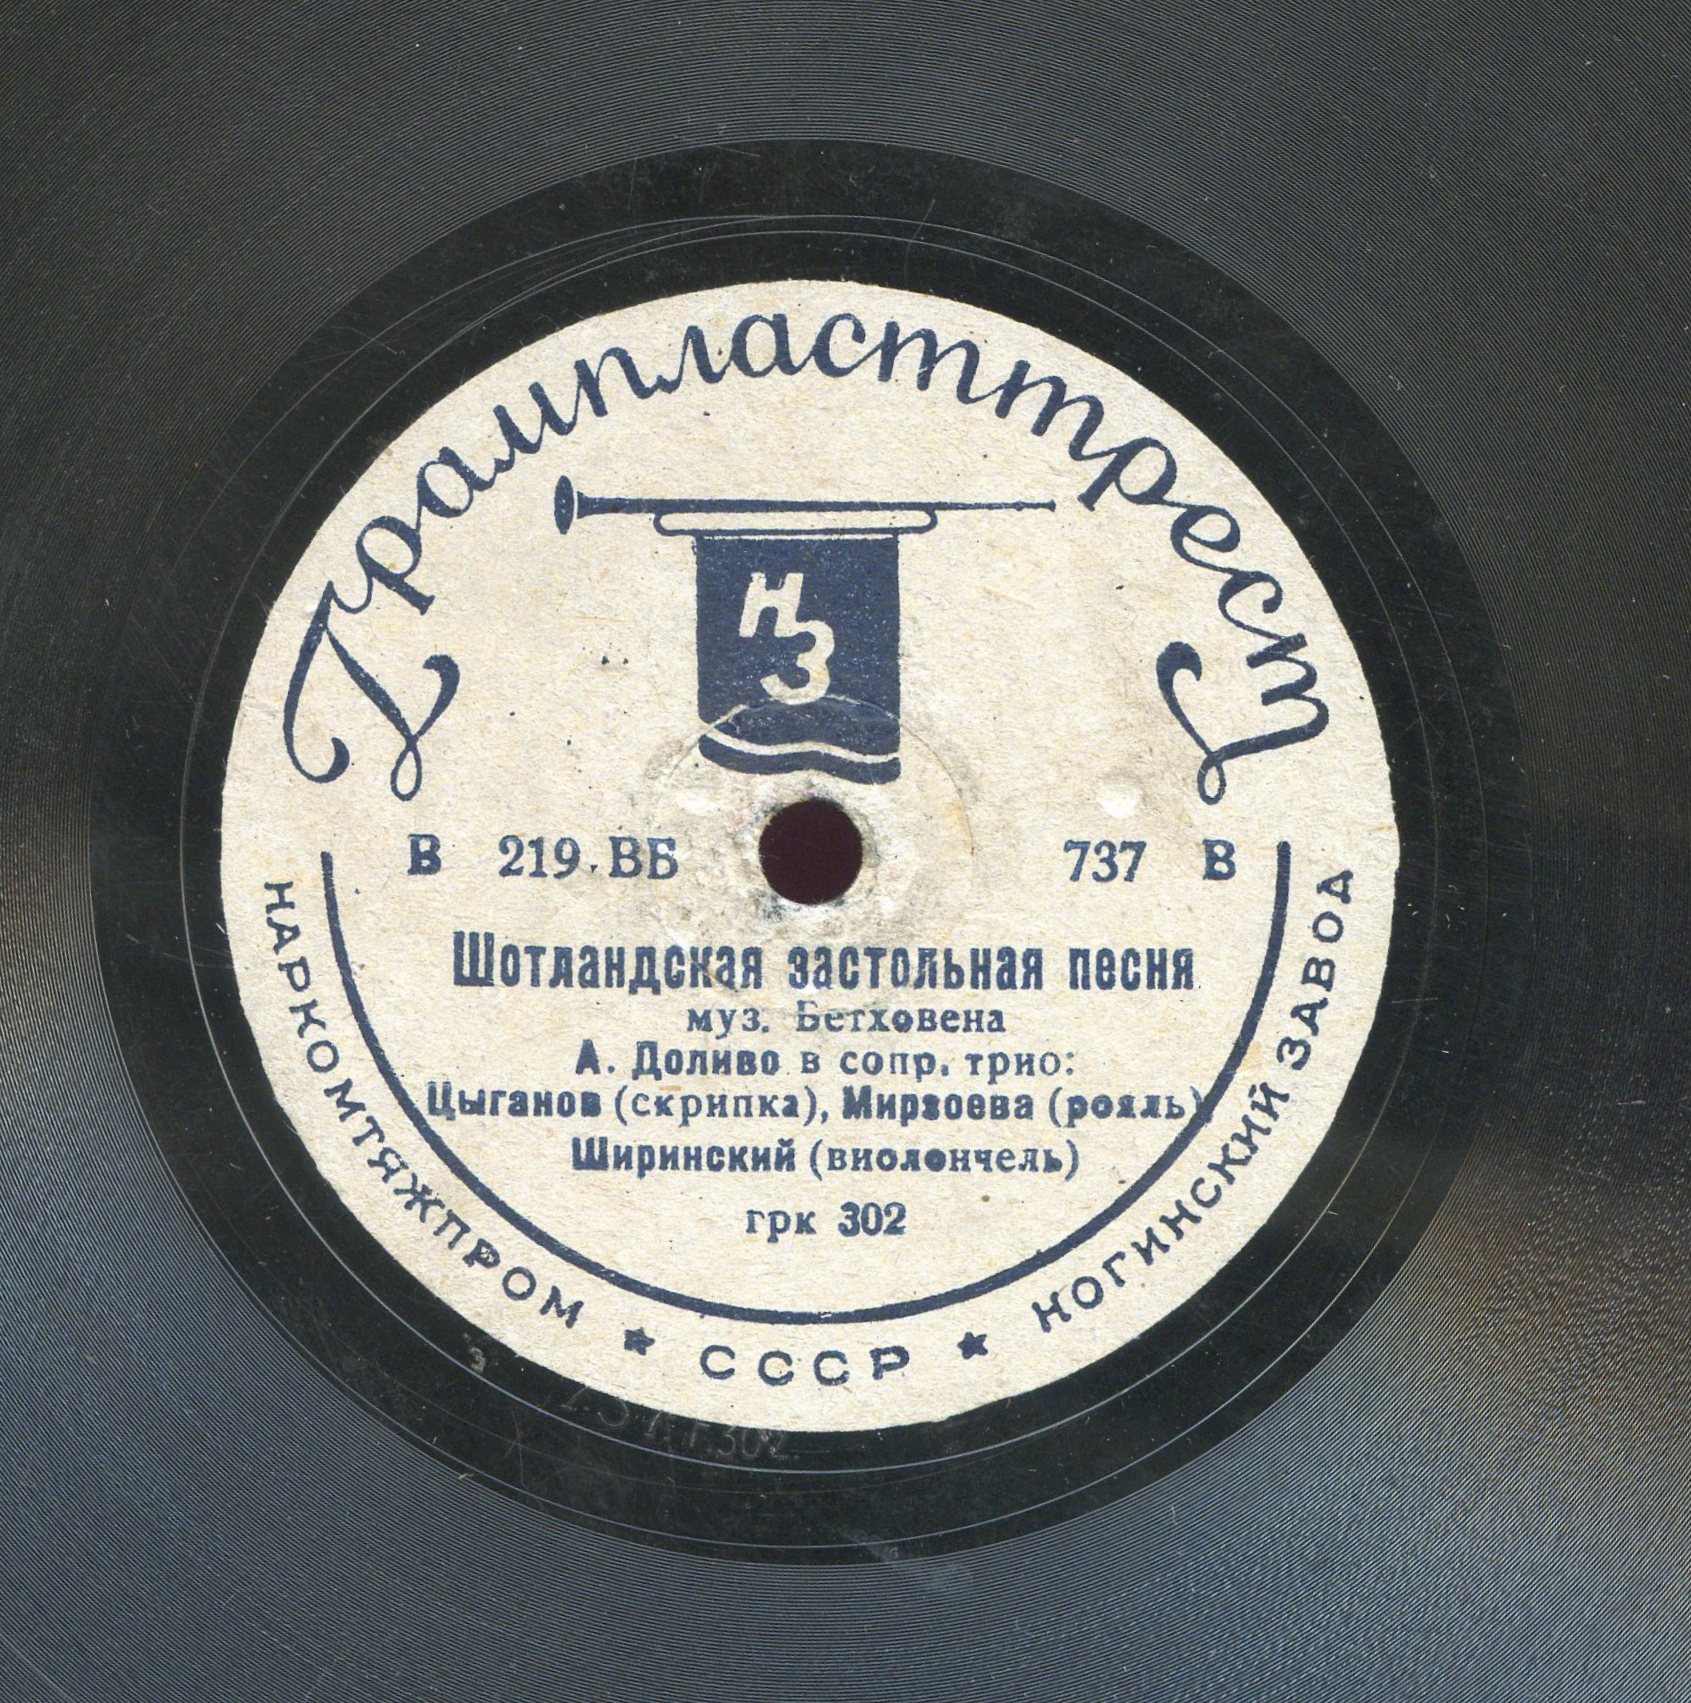 Грампласттрест
НЗ
В 219.ВБ 737 В
Шотландская застольная песня
муз. Бетховена
А. Доливо в сопр. трио:
Цыганов (скрипка), Мирзоева (рояль)
Ширинский (виолончель)
грк 302
НАРКОМТЯЖПРОМ ★ СССР ★ НОГИНСКИЙ ЗАВОД